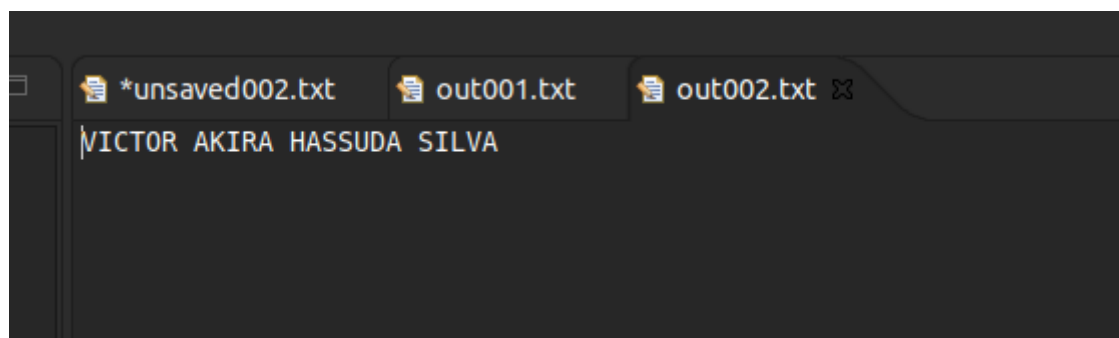 *unsaved002.txt out001.txt out002.txt
VICTOR AKIRA HASSUDA SILVA